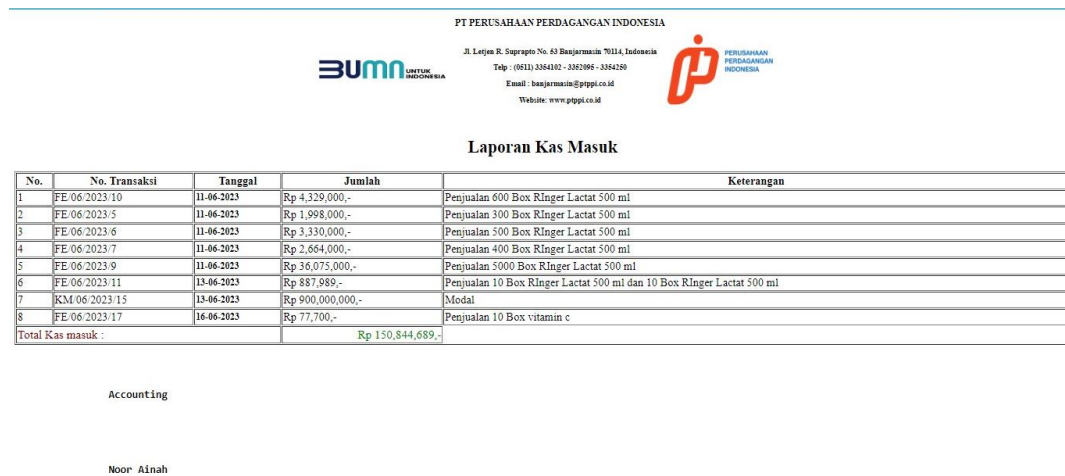 PT PERUSAHAAN PERDAGANGAN INDONESIA
Jl. Letjen R. Suprapto No. 53 Banjarmasin 70114, Indonesia
Telp : (0511) 3354102 - 3352095 - 3354250
Email : banjarmasin@ptppi.co.id
Website: www.ptppi.co.id
BUMN UNTUK INDONESIA
PERUSAHAAN
PERDAGANGAN
INDONESIA
Laporan Kas Masuk
No. No. Transaksi Tanggal Jumlah Keterangan
1 FE/06/2023/10 11-06-2023 Rp 4,329,000,- Penjualan 600 Box RInger Lactat 500 ml
2 FE/06/2023/5 11-06-2023 Rp 1,998,000,- Penjualan 300 Box RInger Lactat 500 ml
3 FE/06/2023/6 11-06-2023 Rp 3,330,000,- Penjualan 500 Box RInger Lactat 500 ml
4 FE/06/2023/7 11-06-2023 Rp 2,664,000,- Penjualan 400 Box RInger Lactat 500 ml
5 FE/06/2023/9 11-06-2023 Rp 36,075,000,- Penjualan 5000 Box RInger Lactat 500 ml
6 FE/06/2023/11 13-06-2023 Rp 887,989,- Penjualan 10 Box RInger Lactat 500 ml dan 10 Box RInger Lactat 500 ml
7 KM/06/2023/15 13-06-2023 Rp 900,000,000,- Modal
8 FE/06/2023/17 16-06-2023 Rp 77,700,- Penjualan 10 Box vitamin c
Total Kas masuk : Rp 150,844,689,-
Accounting
Noor Ainah